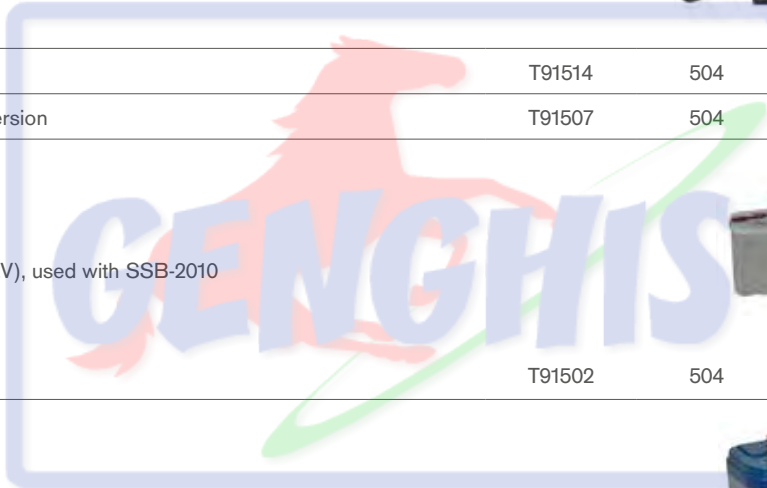 T91514 504
ersion T91507 504
GENGHIS
V), used with SSB-2010
T91502 504